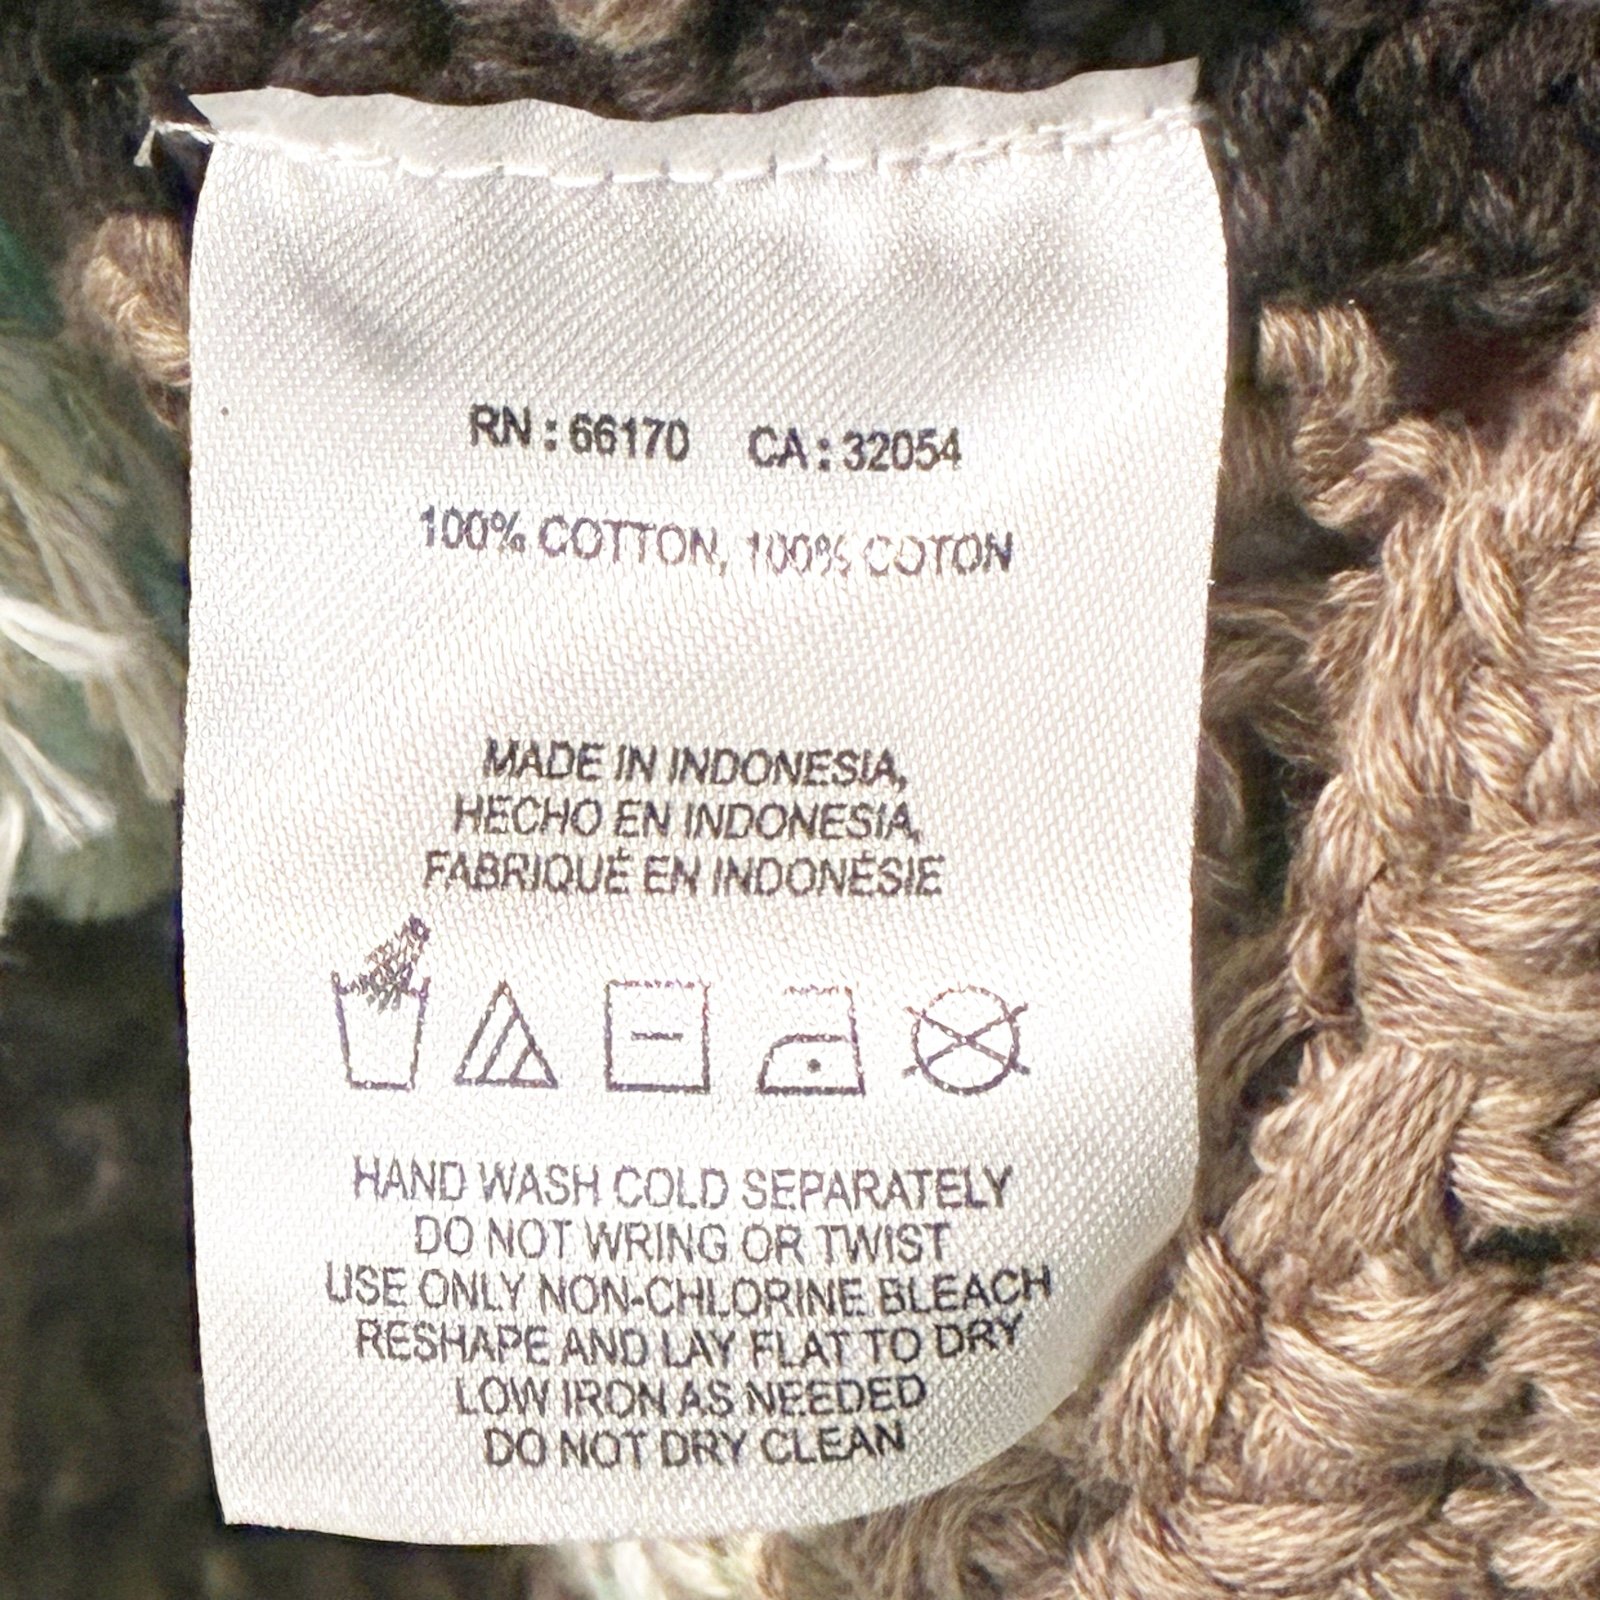 RN : 66170 CA : 32054
100% COTTON, 100% COTON
MADE IN INDONESIA,
HECHO EN INDONESIA,
FABRIQUÉ EN INDONÉSIE
HAND WASH COLD SEPARATELY
DO NOT WRING OR TWIST
USE ONLY NON-CHLORINE BLEACH
RESHAPE AND LAY FLAT TO DRY
LOW IRON AS NEEDED
DO NOT DRY CLEAN